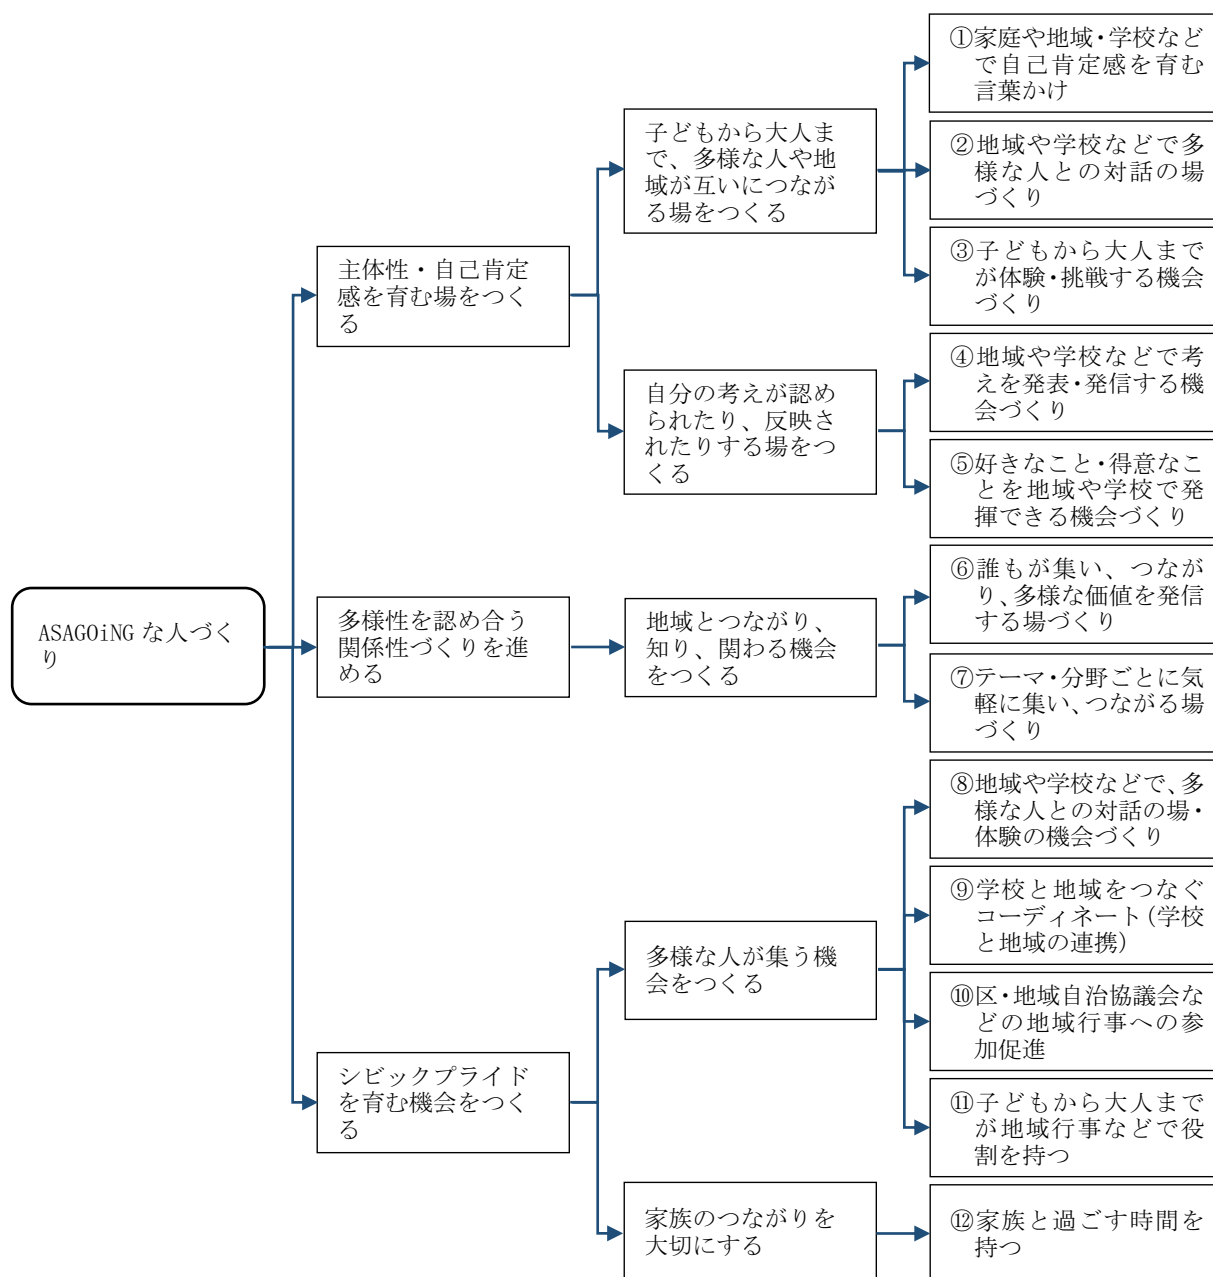 ①家庭や地域・学校など
で自己肯定感を育む
言葉かけ
子どもから大人ま
で、多様な人や地
域が互いにつなが
る場をつくる
②地域や学校などで多
様な人との対話の場
づくり
③子どもから大人まで
が体験・挑戦する機会
づくり
主体性・自己肯定
感を育む場をつく
る
④地域や学校などで考
えを発表・発信する機
会づくり
自分の考えが認め
られたり、反映さ
れたりする場をつ
くる
⑤好きなこと・得意なこ
とを地域や学校で発
揮できる機会づくり
ASAGOiNG な人づく
り
多様性を認め合う
関係性づくりを進
める
地域とつながり、
知り、関わる機会
をつくる
⑥誰もが集い、つなが
り、多様な価値を発信
する場づくり
⑦テーマ・分野ごとに気
軽に集い、つながる場
づくり
⑧地域や学校などで、多
様な人との対話の場・
体験の機会づくり
多様な人が集う機
会をつくる
⑨学校と地域をつなぐ
コーディネート(学校
と地域の連携)
⑩区・地域自治協議会な
どの地域行事への参
加促進
シビックプライド
を育む機会をつく
る
⑪子どもから大人まで
が地域行事などで役
割を持つ
家族のつながりを
大切にする
⑫家族と過ごす時間を
持つ